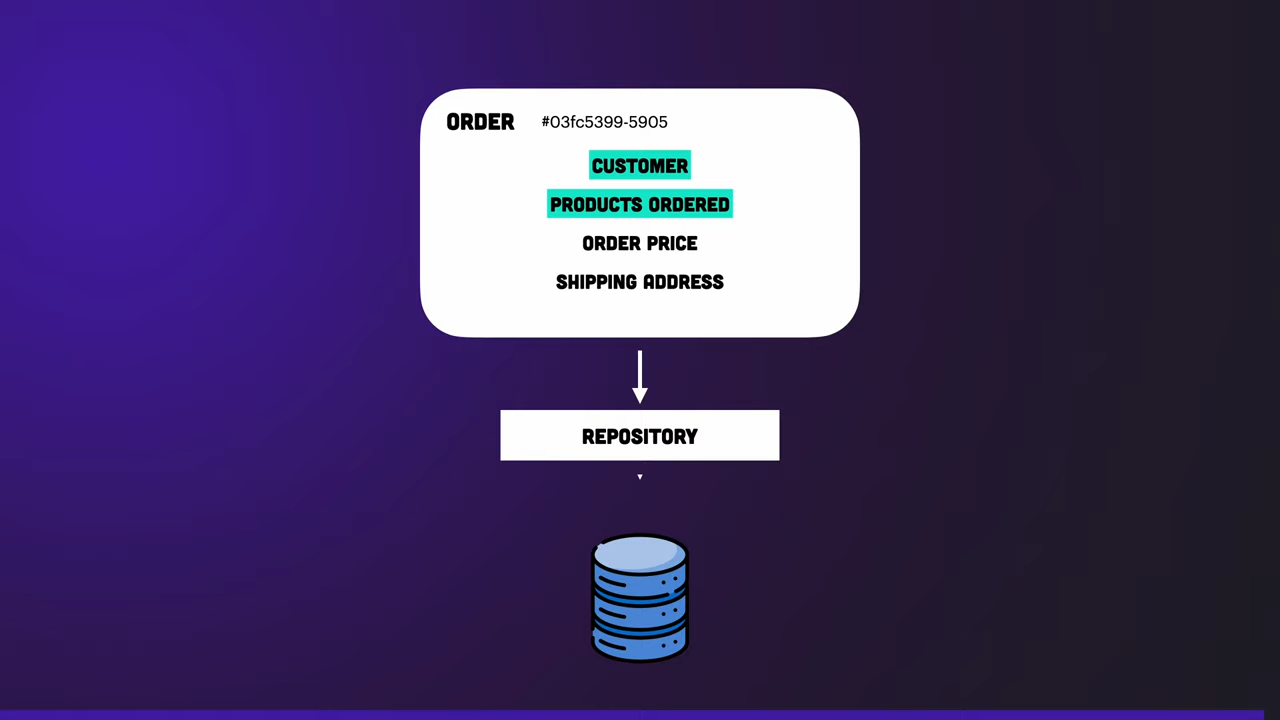 ORDER #03fc5399-5905
CUSTOMER
PRODUCTS ORDERED
ORDER PRICE
SHIPPING ADDRESS
REPOSITORY